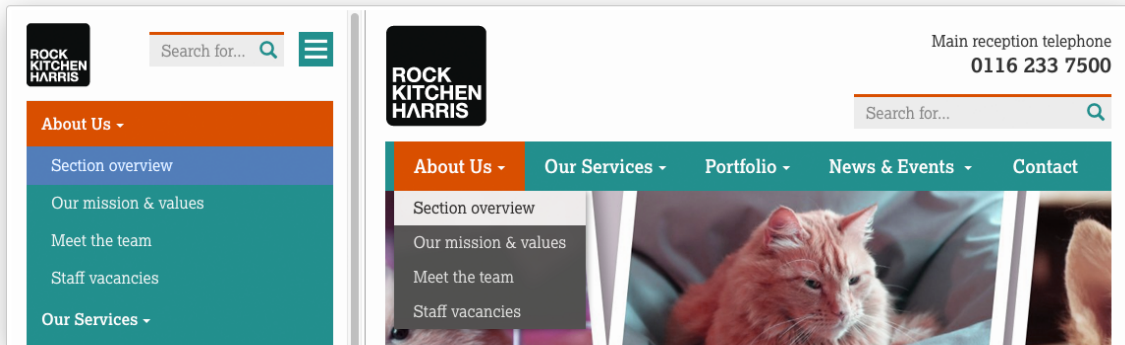 ROCK
KITCHEN
HARRIS
Search for...
About Us
Section overview
Our mission & values
Meet the team
Staff vacancies
Our Services
ROCK
KITCHEN
HARRIS
Main reception telephone
0116 233 7500
Search for...
About Us Our Services Portfolio News & Events Contact
Section overview
Our mission & values
Meet the team
Staff vacancies